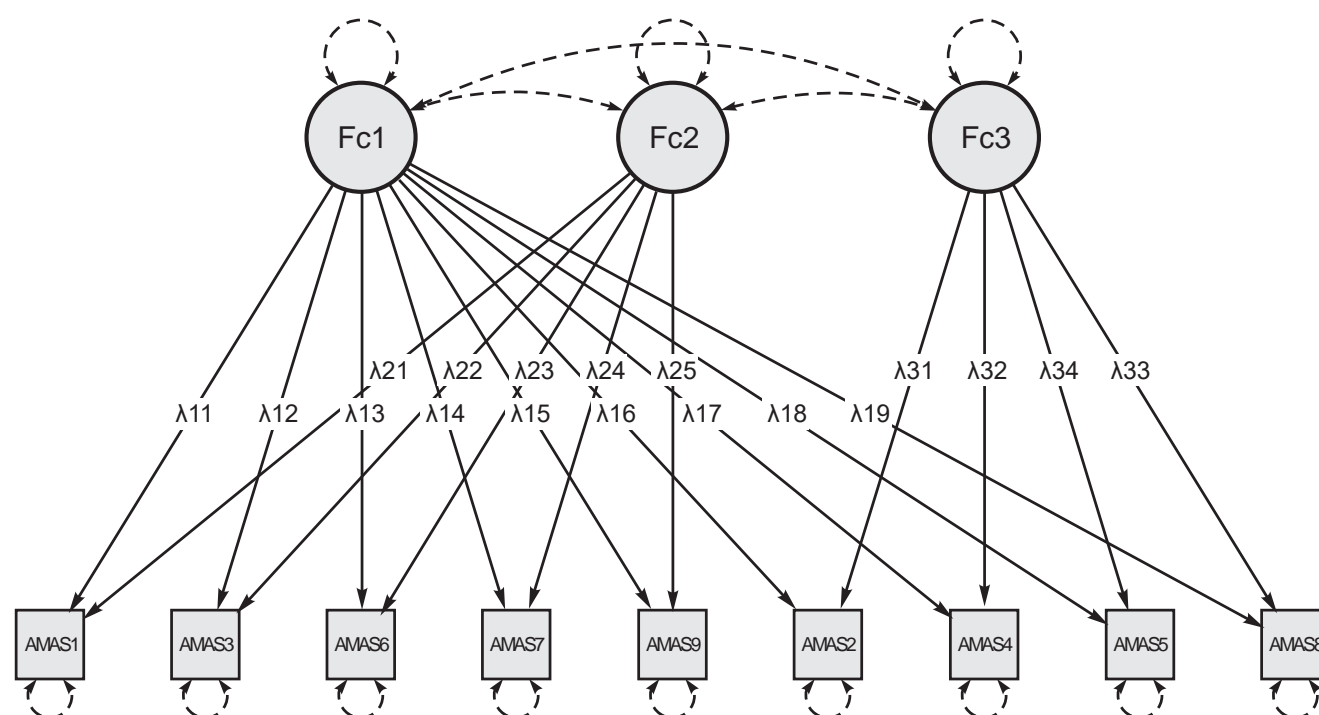 Fc1 Fc2 Fc3
λ21 λ22 λ23 λ24 λ25 λ31 λ32 λ34 λ33
λ11 λ12 λ13 λ14 λ15 λ16 λ17 λ18 λ19
AMAS1 AMAS3 AMAS6 AMAS7 AMAS9 AMAS2 AMAS4 AMAS5 AMAS8